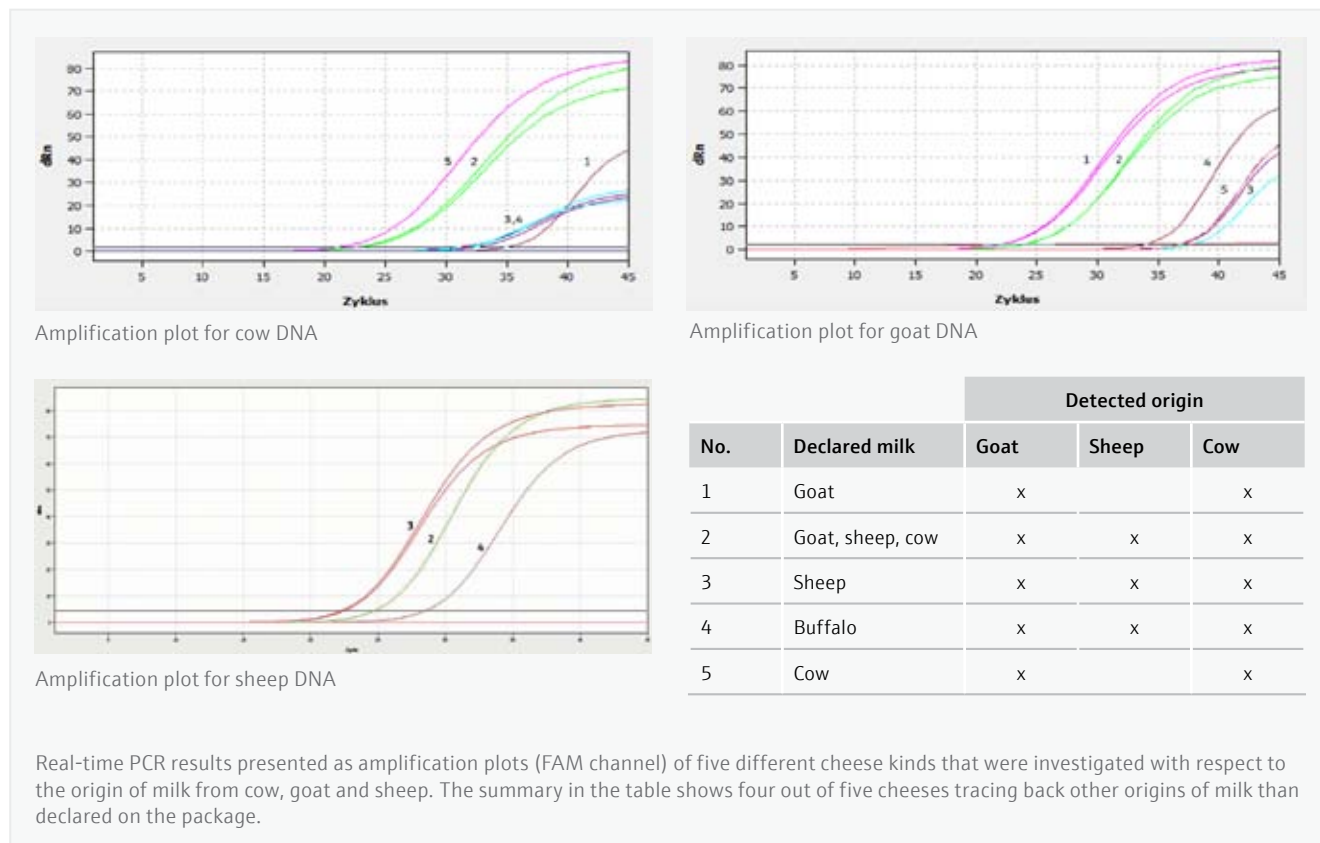 80
70
60
50
40
30
20
10
0
dRn
5 2 1
3,4
5 10 15 20 25 30 35 40 45
Zyklus
Amplification plot for cow DNA
80
70
60
50
40
30
20
10
0
dRn
1 2 4
5 3
5 10 15 20 25 30 35 40 45
Zyklus
Amplification plot for goat DNA
3
2
4
Amplification plot for sheep DNA
Detected origin
No. Declared milk Goat Sheep Cow
1 Goat x x
2 Goat, sheep, cow x x x
3 Sheep x x x
4 Buffalo x x x
5 Cow x x
Real-time PCR results presented as amplification plots (FAM channel) of five different cheese kinds that were investigated with respect to
the origin of milk from cow, goat and sheep. The summary in the table shows four out of five cheeses tracing back other origins of milk than
declared on the package.